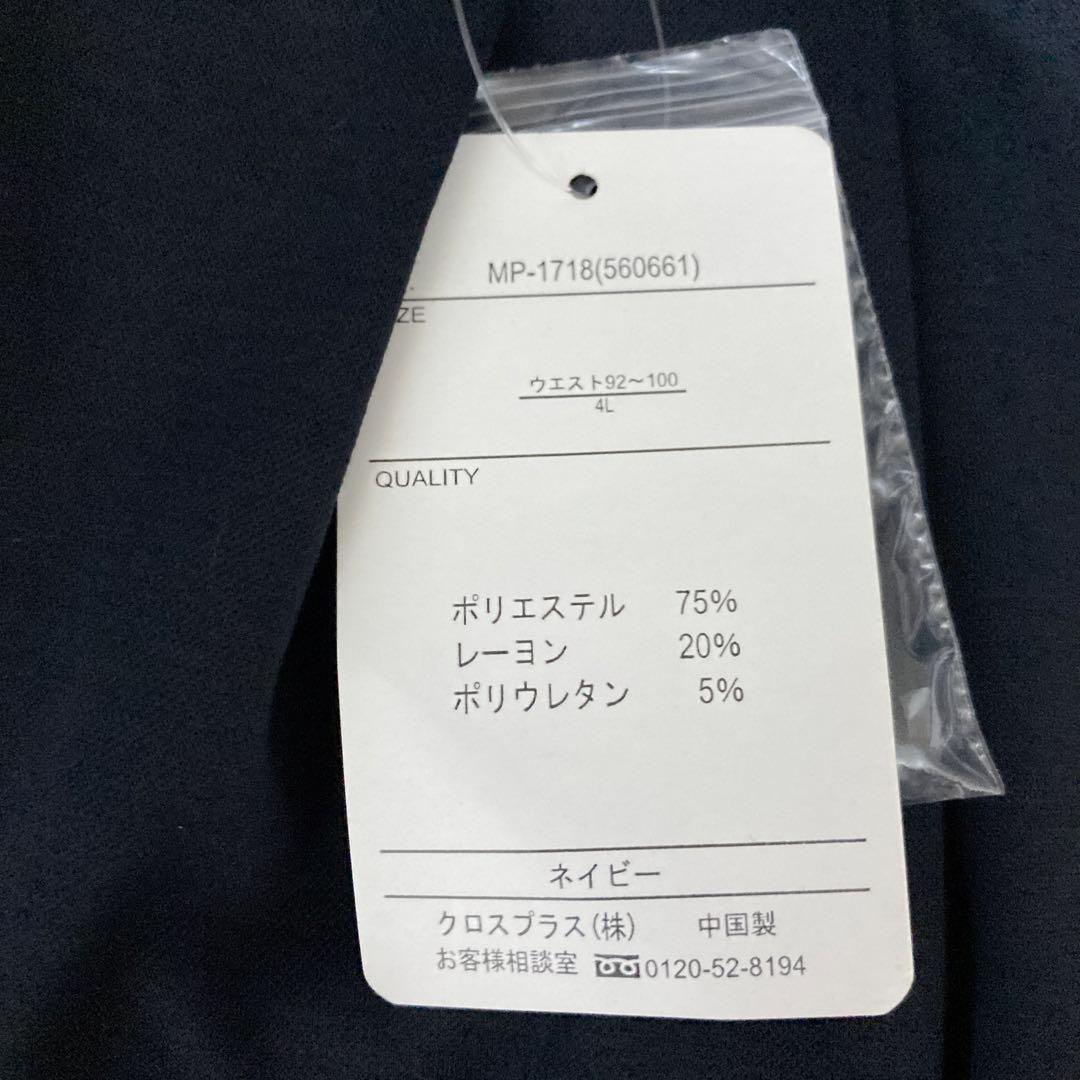 MP-1718(560661)
ZE
ウエスト92～100
4L
QUALITY
ポリエステル 75%
レーヨン 20%
ポリウレタン 5%
ネイビー
クロスプラス(株) 中国製
お客様相談室 0120-52-8194